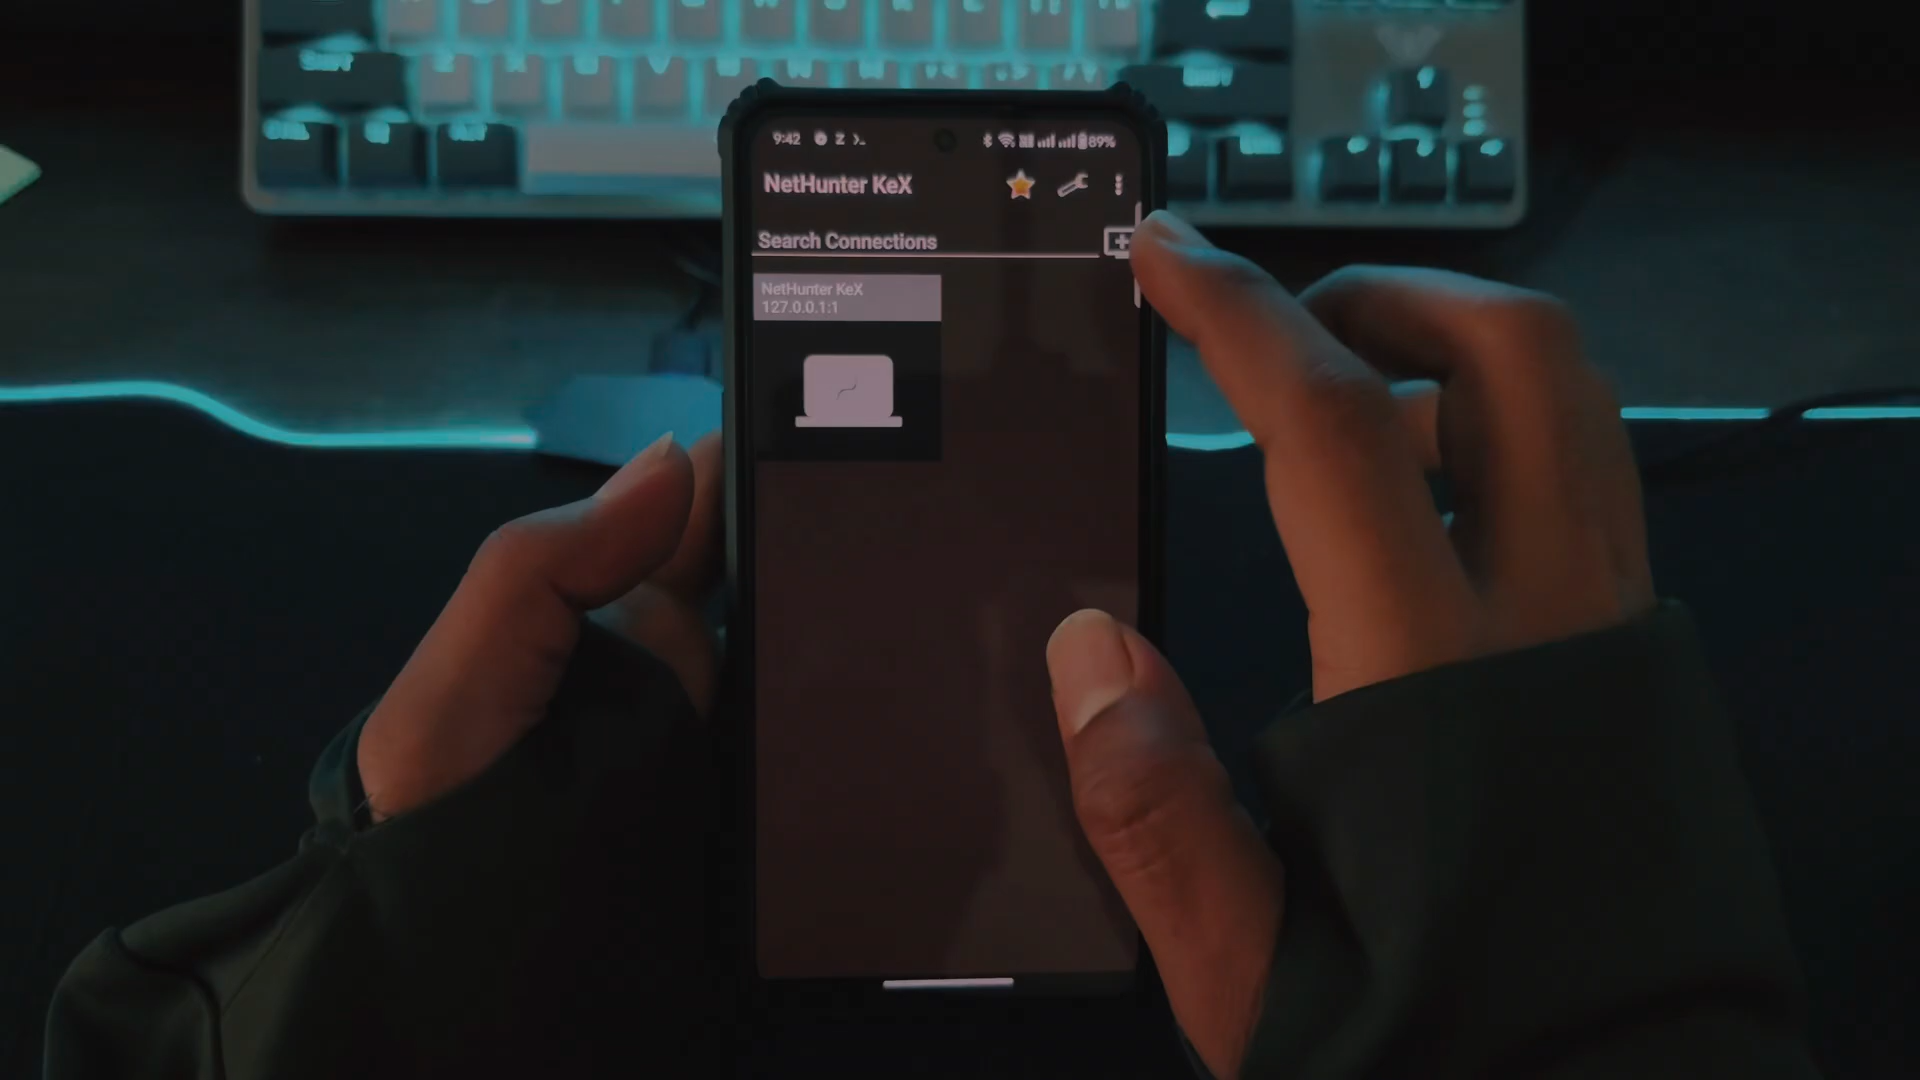 9:42
89%
NetHunter KeX
Search Connections
NetHunter KeX
127.0.0.1:1